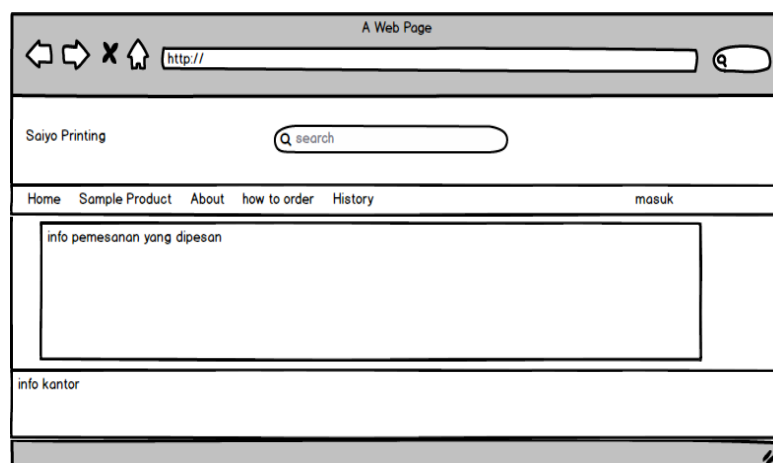 A Web Page
http://
Saiyo Printing
search
Home Sample Product About how to order History masuk
info pemesanan yang dipesan
info kantor